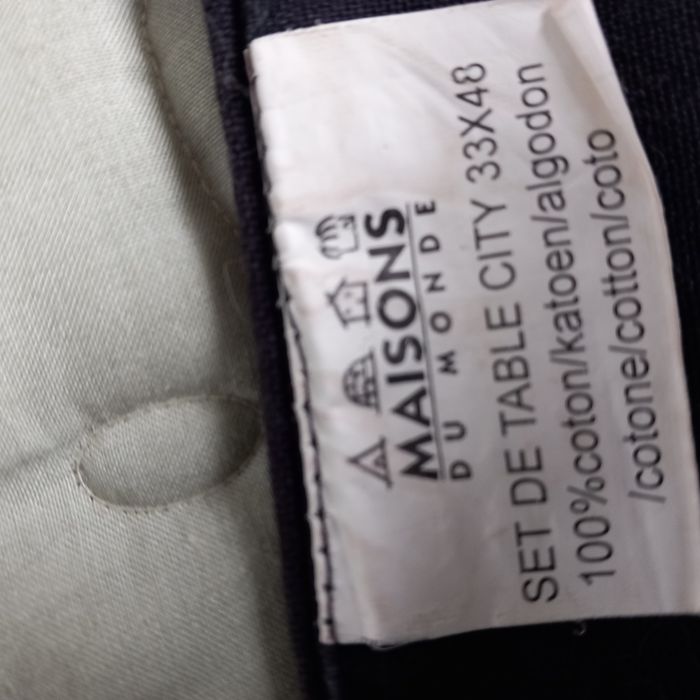 MAISONS
DU MONDE
SET DE TABLE CITY 33X48
100%coton/katoen/algodon
/cotone/cotton/coto